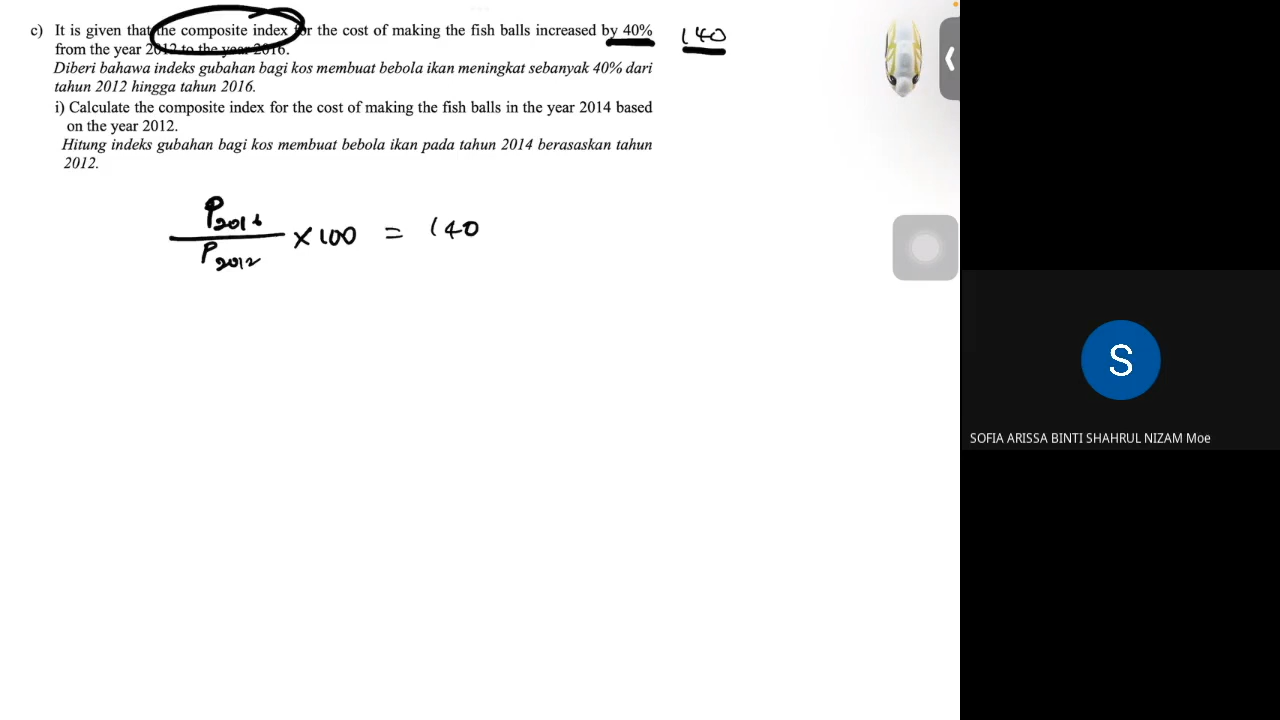 c) It is given that the composite index for the cost of making the fish balls increased by 40% 140
from the year 2012 to the year 2016.
Diberi bahawa indeks gubahan bagi kos membuat bebola ikan meningkat sebanyak 40% dari
tahun 2012 hingga tahun 2016.
i) Calculate the composite index for the cost of making the fish balls in the year 2014 based
on the year 2012.
Hitung indeks gubahan bagi kos membuat bebola ikan pada tahun 2014 berasaskan tahun
2012.
P2016
P2012
× 100 = 140
S
SOFIA ARISSA BINTI SHAHRUL NIZAM Moe